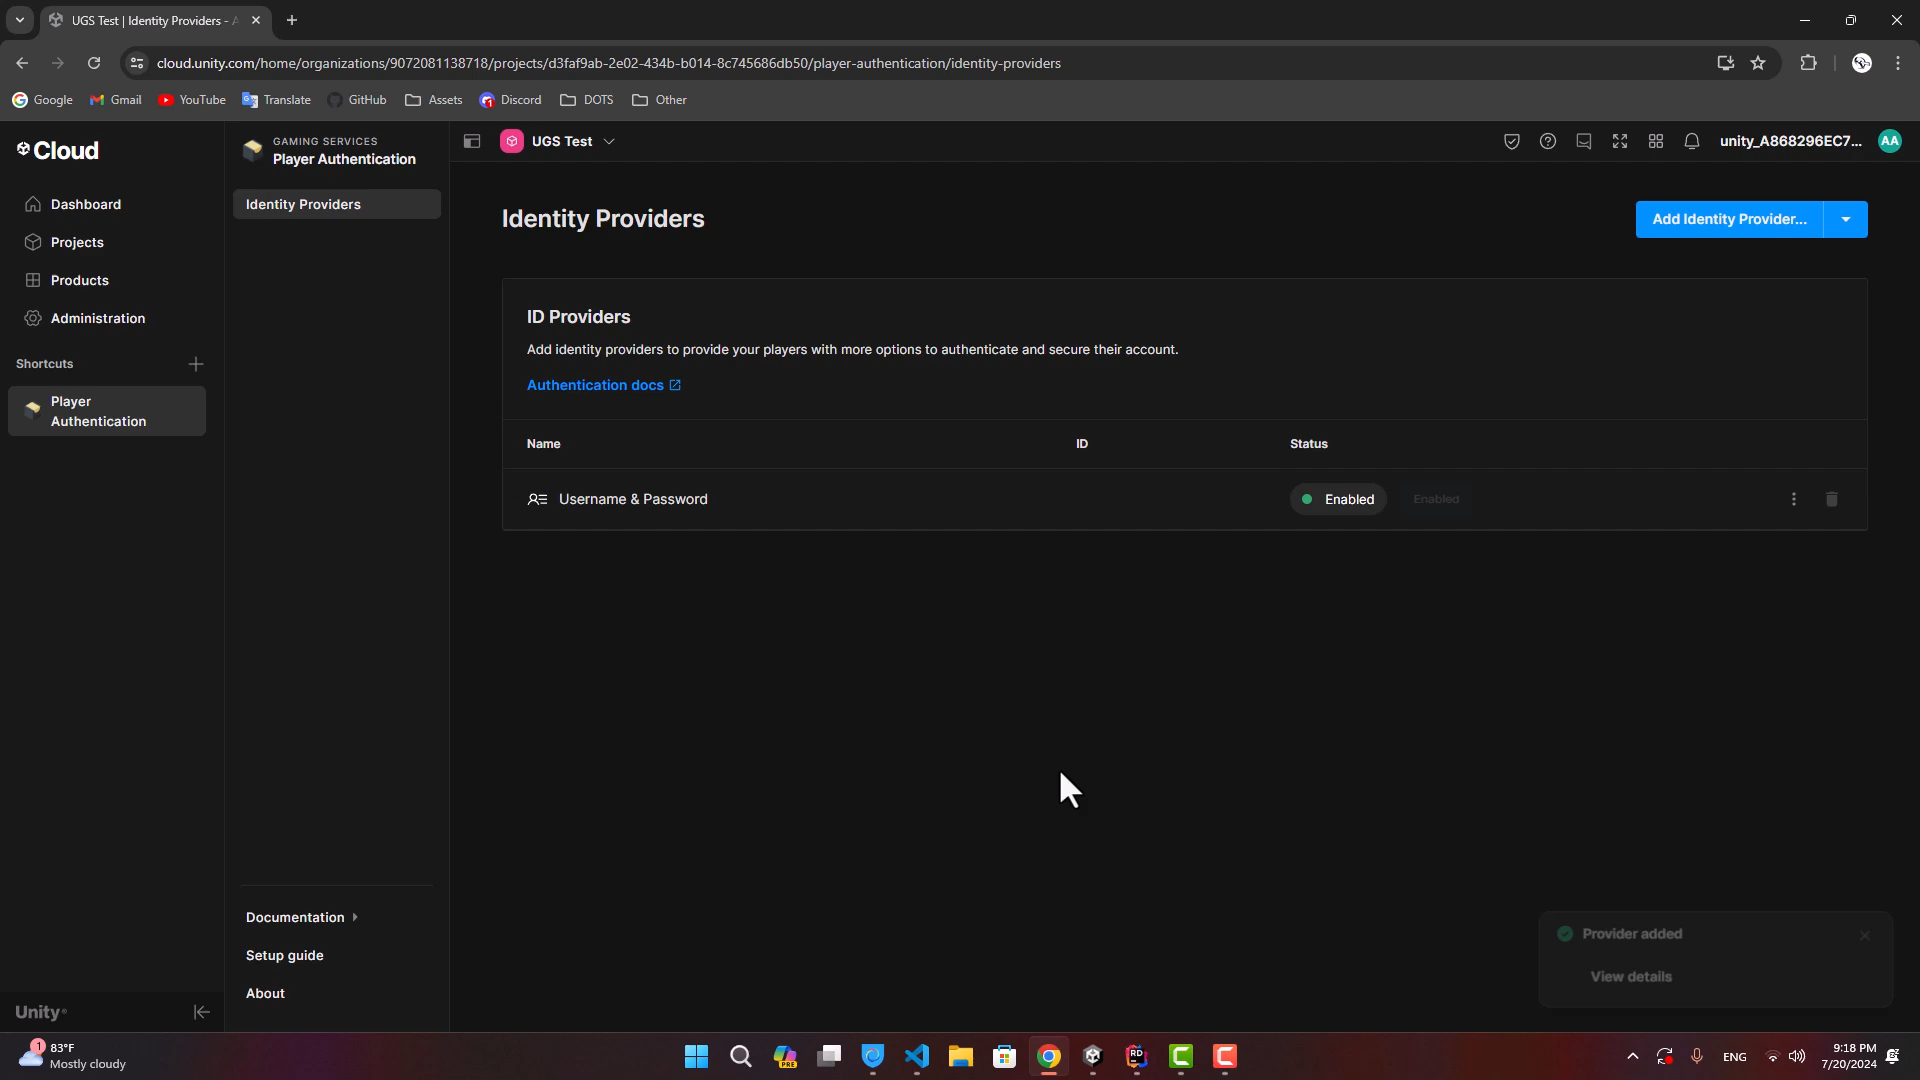 UGS Test | Identity Providers - A
cloud.unity.com/home/organizations/9072081138718/projects/d3faf9ab-2e02-434b-b014-8c745686db50/player-authentication/identity-providers
Google
Gmail
YouTube
Translate
GitHub
Assets
Discord
DOTS
Other
Cloud
GAMING SERVICES
Player Authentication
UGS Test
unity_A868296EC7...
AA
Dashboard
Projects
Products
Administration
Shortcuts
Player
Authentication
Identity Providers
Identity Providers
Add Identity Provider...
ID Providers
Add identity providers to provide your players with more options to authenticate and secure their account.
Authentication docs
Name
ID
Status
Username & Password
Enabled
Enabled
Documentation
Setup guide
About
Provider added
View details
Unity
1
83°F
Mostly cloudy
PRE
RD
ENG
9:18 PM
7/20/2024